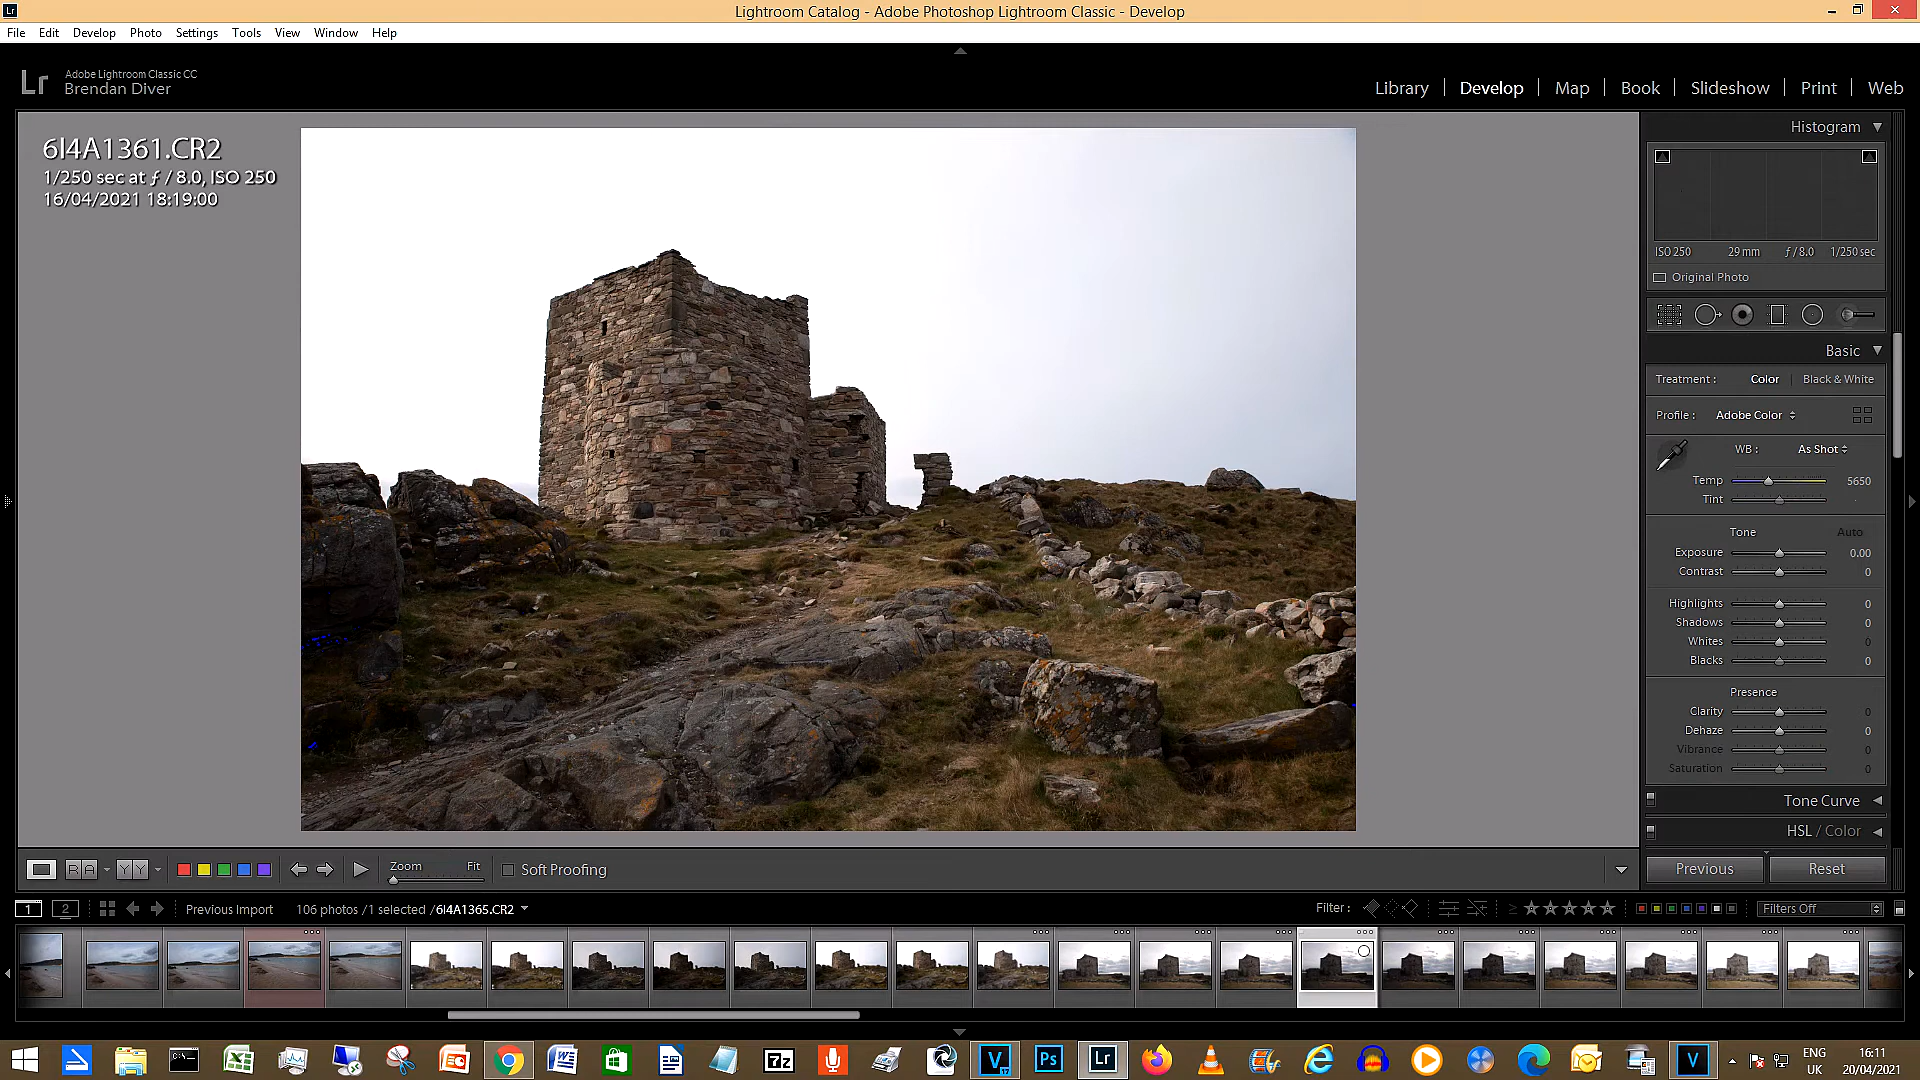 Lr
Lightroom Catalog - Adobe Photoshop Lightroom Classic - Develop
File Edit Develop Photo Settings Tools View Window Help
Lr
Adobe Lightroom Classic CC
Brendan Diver
Library | Develop | Map | Book | Slideshow | Print | Web
6I4A1361.CR2
1/250 sec at ƒ / 8.0, ISO 250
16/04/2021 18:19:00
Histogram
ISO 250 29 mm ƒ / 8.0 1/250 sec
Original Photo
Basic
Treatment : Color | Black & White
Profile : Adobe Color
WB : As Shot
Temp 5650
Tint
Tone Auto
Exposure 0.00
Contrast 0
Highlights 0
Shadows 0
Whites 0
Blacks 0
Presence
Clarity 0
Dehaze 0
Vibrance 0
Saturation 0
Tone Curve
HSL / Color
R A Y Y Zoom Fit Soft Proofing
Previous Reset
1 2 Previous Import 106 photos / 1 selected / 6I4A1365.CR2 Filter : Filters Off
7z Ps Lr
ENG
UK
16:11
20/04/2021